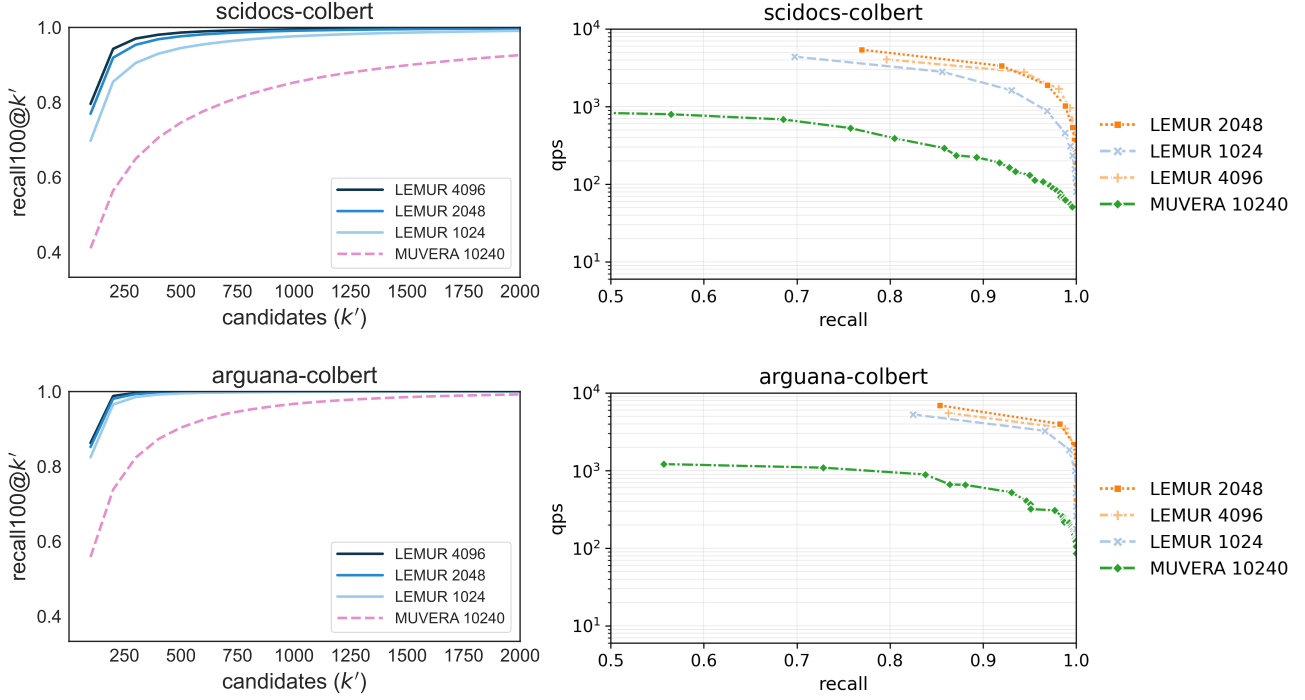 scidocs-colbert
recall100@k′
1.0
0.8
0.6
0.4
LEMUR 4096
LEMUR 2048
LEMUR 1024
MUVERA 10240
250 500 750 1000 1250 1500 1750 2000
candidates (k′)
scidocs-colbert
qps
10⁴
10³
10²
10¹
0.5 0.6 0.7 0.8 0.9 1.0
recall
LEMUR 2048
LEMUR 1024
LEMUR 4096
MUVERA 10240
arguana-colbert
recall100@k′
1.0
0.8
0.6
0.4
LEMUR 4096
LEMUR 2048
LEMUR 1024
MUVERA 10240
250 500 750 1000 1250 1500 1750 2000
candidates (k′)
arguana-colbert
qps
10⁴
10³
10²
10¹
0.5 0.6 0.7 0.8 0.9 1.0
recall
LEMUR 2048
LEMUR 4096
LEMUR 1024
MUVERA 10240